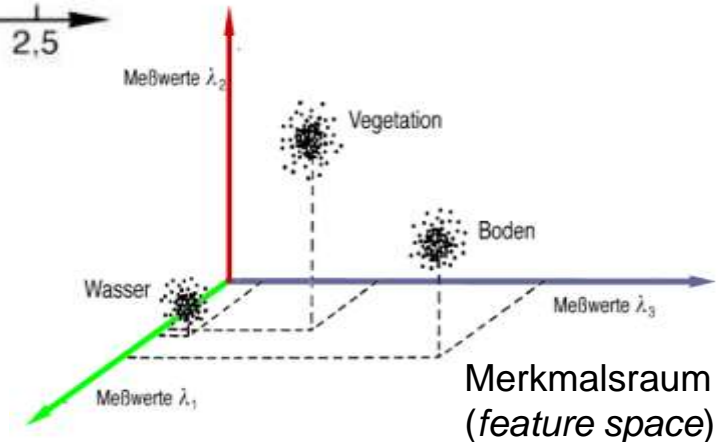 2,5
Meßwerte λ₂
Vegetation
Boden
Wasser
Meßwerte λ₃
Meßwerte λ₁
Merkmalsraum
(feature space)